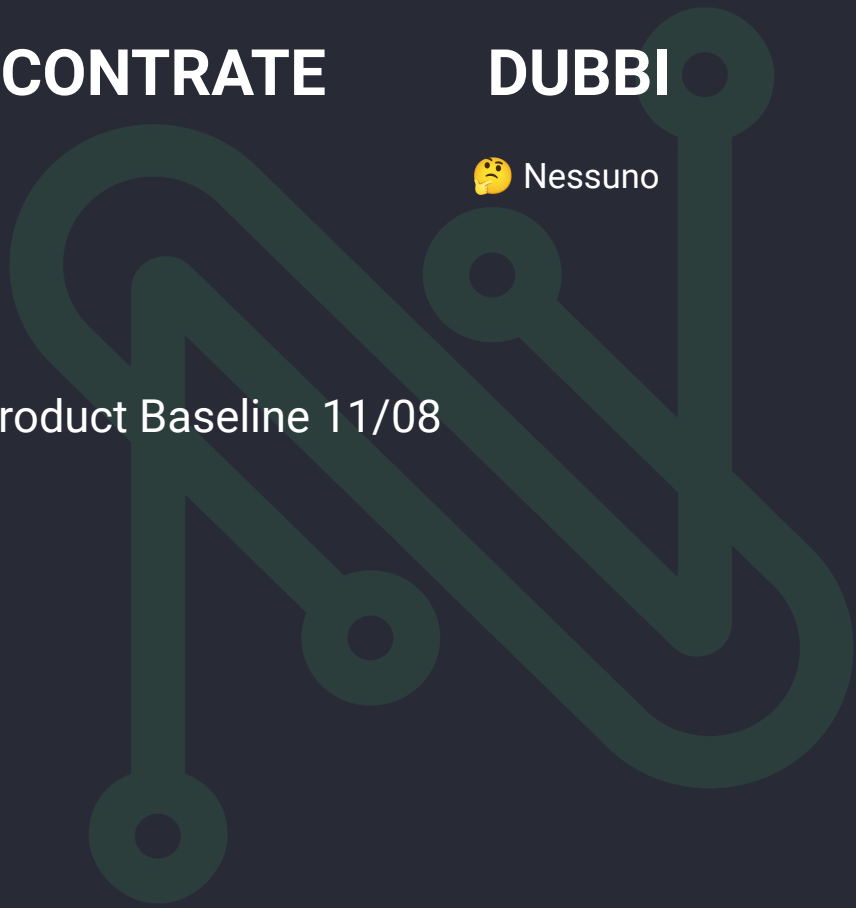 CONTRATE
DUBBI
🤔 Nessuno
roduct Baseline 11/08